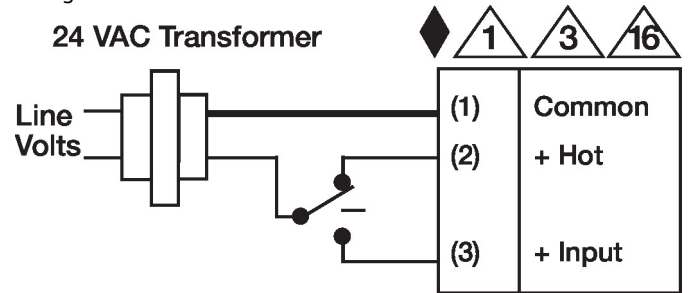 24 VAC Transformer
1 3 16
Line
Volts
(1) Common
(2) + Hot
(3) + Input